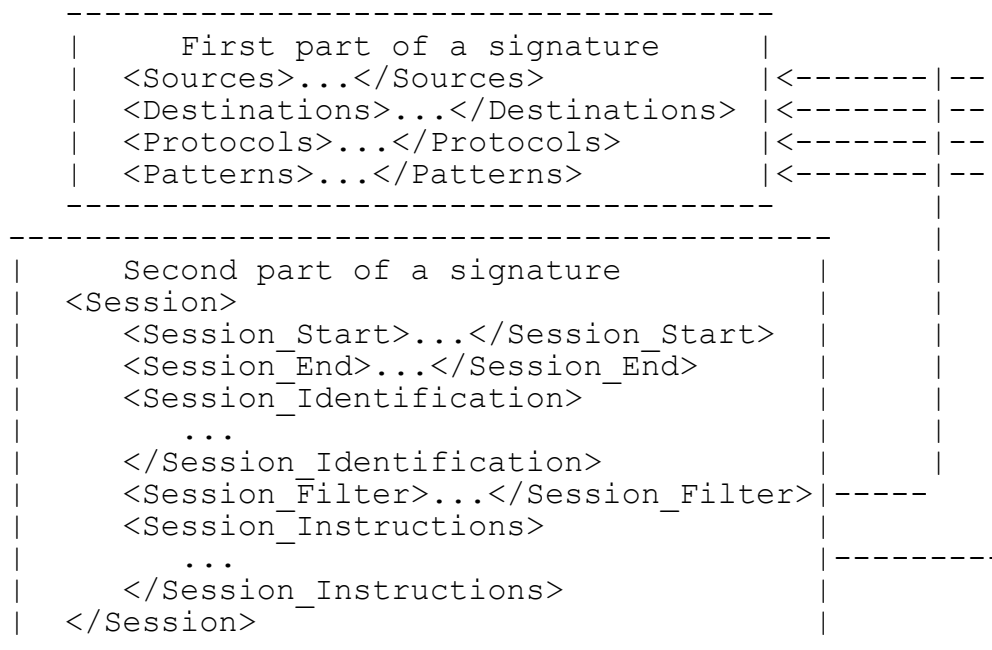 First part of a signature
<Sources>...</Sources>
<Destinations>...</Destinations>
<Protocols>...</Protocols>
<Patterns>...</Patterns>
Second part of a signature
<Session>
<Session_Start>...</Session_Start>
<Session_End>...</Session_End>
<Session_Identification>
...
</Session_Identification>
<Session_Filter>...</Session_Filter>
<Session_Instructions>
...
</Session_Instructions>
</Session>